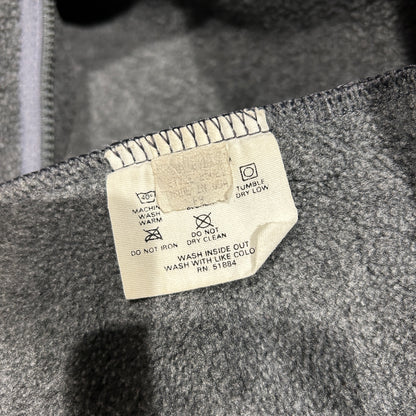 40°
MACHINE
WASH
WARM
TUMBLE
DRY LOW
DO NOT IRON
DO NOT
DRY CLEAN
WASH INSIDE OUT
WASH WITH LIKE COLO
RN. 51884